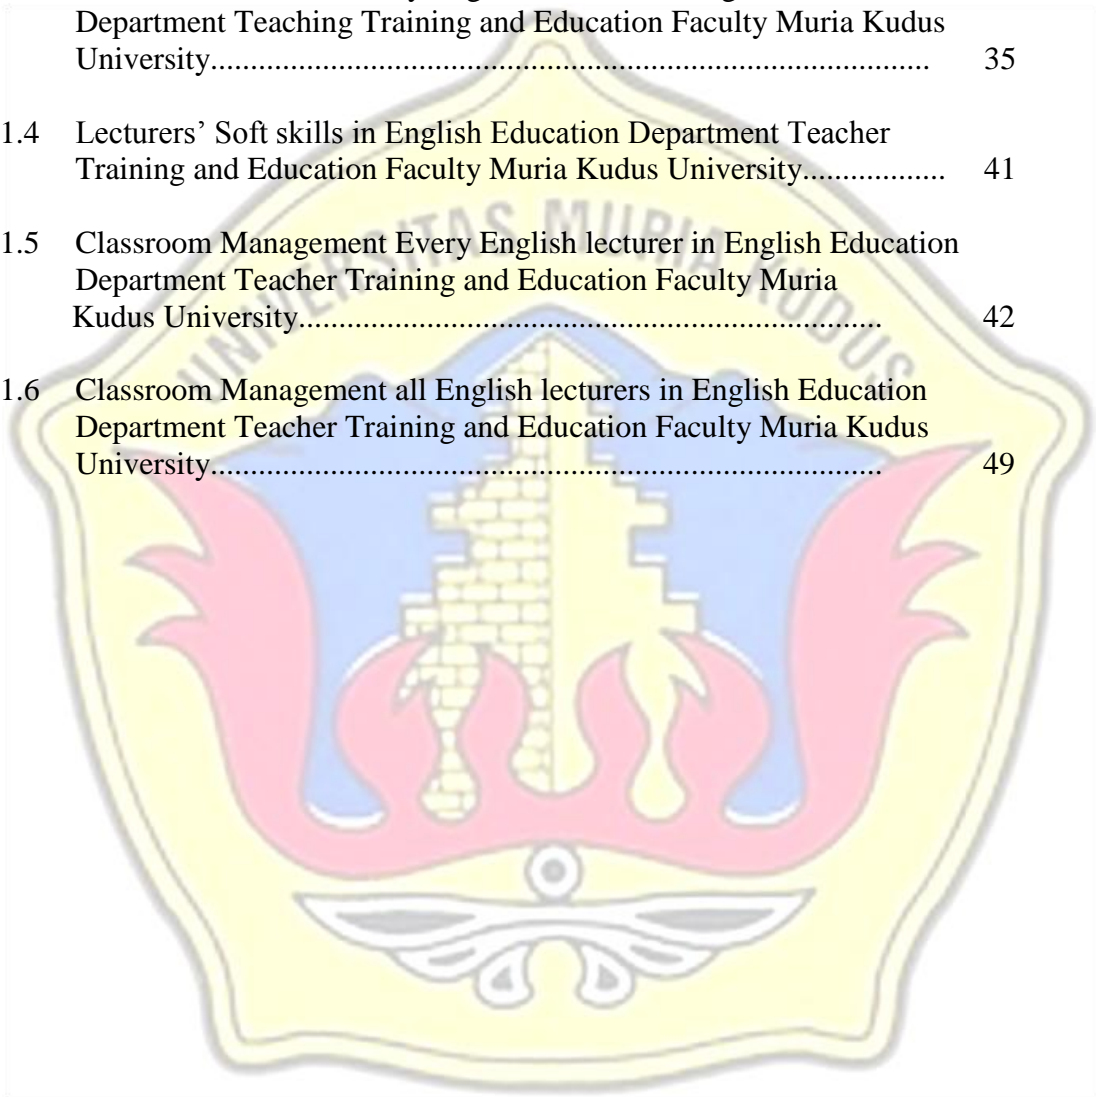 Department Teaching Training and Education Faculty Muria Kudus
University........................................................................................ 35
1.4 Lecturers’ Soft skills in English Education Department Teacher
Training and Education Faculty Muria Kudus University.................. 41
1.5 Classroom Management Every English lecturer in English Education
Department Teacher Training and Education Faculty Muria
Kudus University....................................................................... 42
1.6 Classroom Management all English lecturers in English Education
Department Teacher Training and Education Faculty Muria Kudus
University.................................................................................. 49
UNIVERSITAS MURIA KUDUS